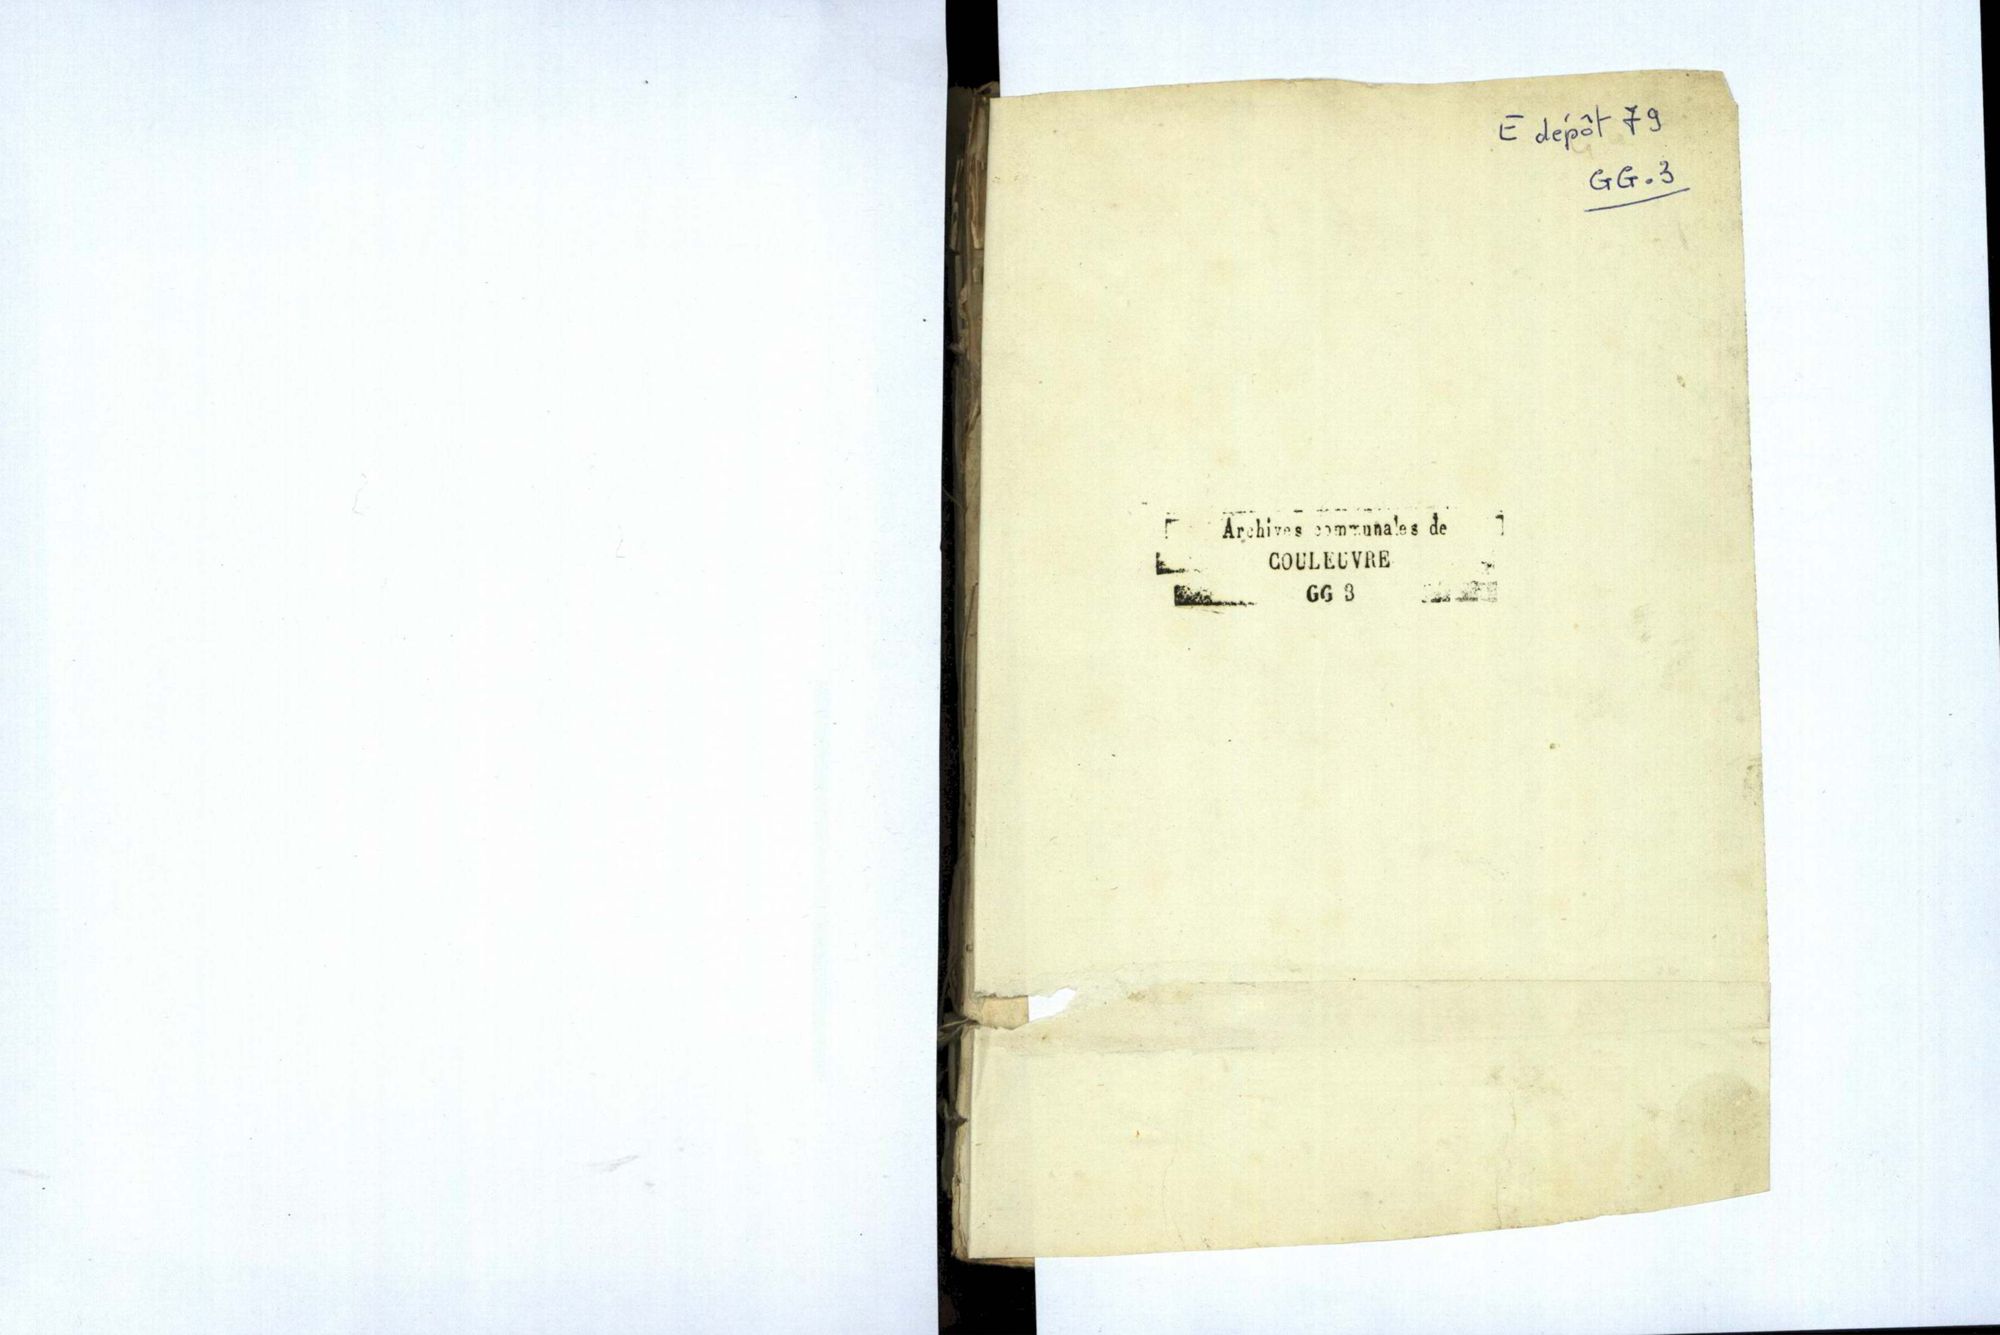 E dépôt 79
GG.3
Archives communales de
COULEUVRE
GG 3